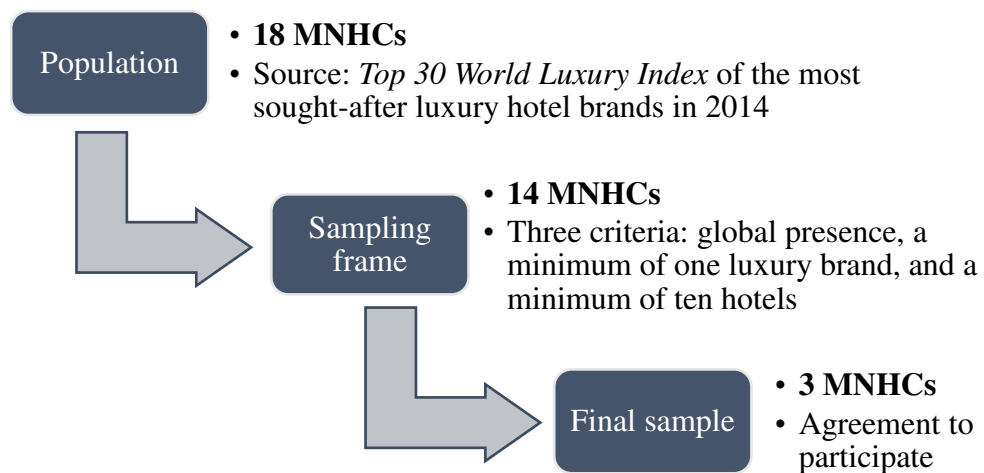 Population
• 18 MNHCs
• Source: Top 30 World Luxury Index of the most
sought-after luxury hotel brands in 2014
Sampling
frame
• 14 MNHCs
• Three criteria: global presence, a
minimum of one luxury brand, and a
minimum of ten hotels
Final sample
• 3 MNHCs
• Agreement to
participate